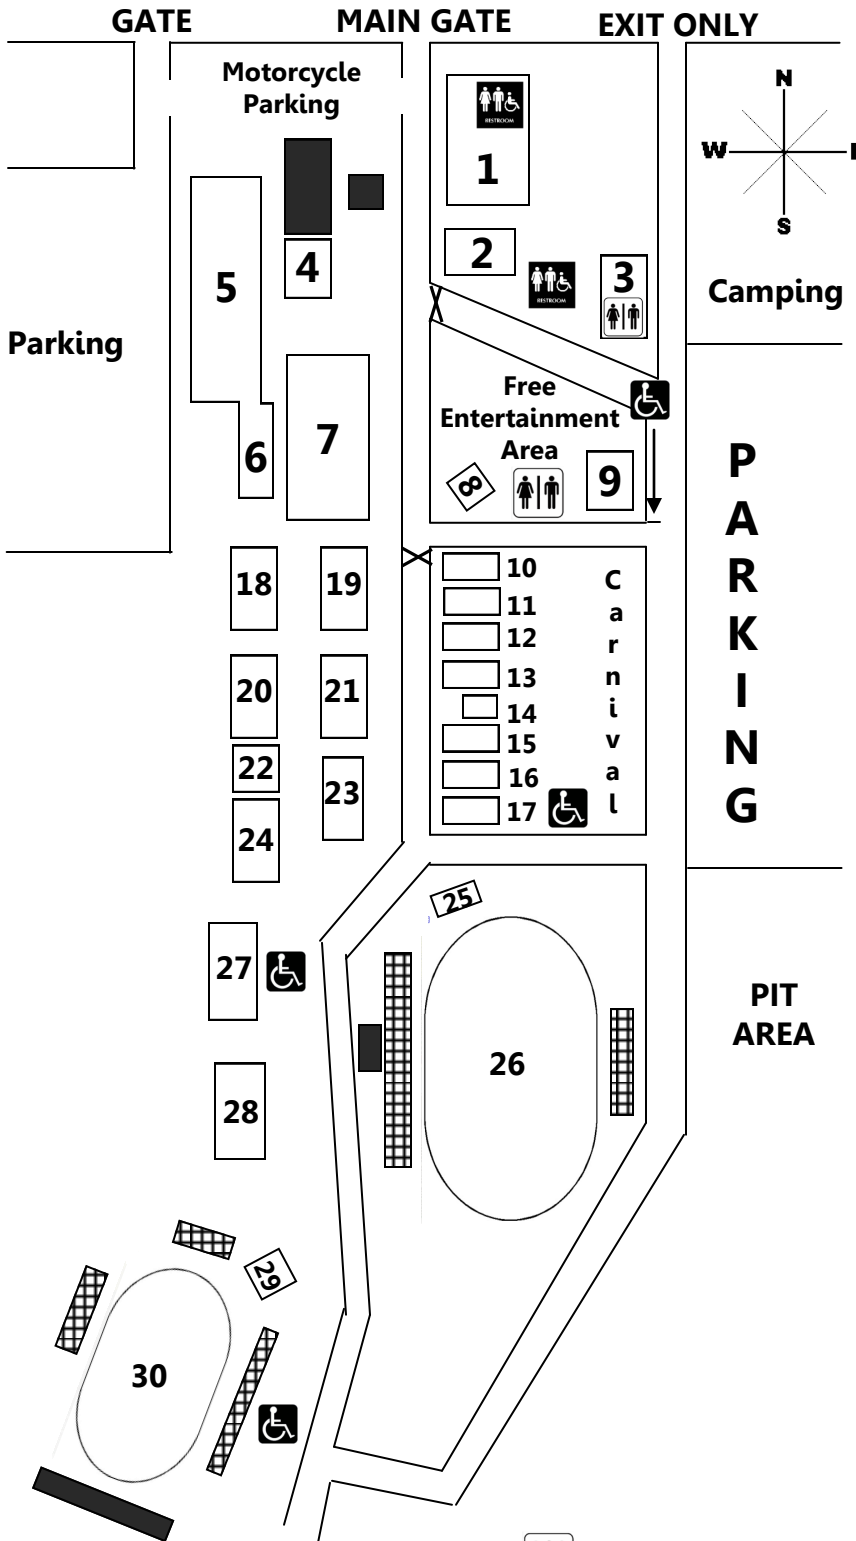 GATE
MAIN GATE
EXIT ONLY
Motorcycle
Parking
RESTROOM
1
N
W
S
2
RESTROOM
3
4
5
Camping
Parking
Free
Entertainment
Area
6
7
8
9
P
A
R
K
I
N
G
18
19
10
11
12
13
14
15
16
17
C
a
r
n
i
v
a
l
20
21
22
23
24
25
27
26
PIT
AREA
28
29
30